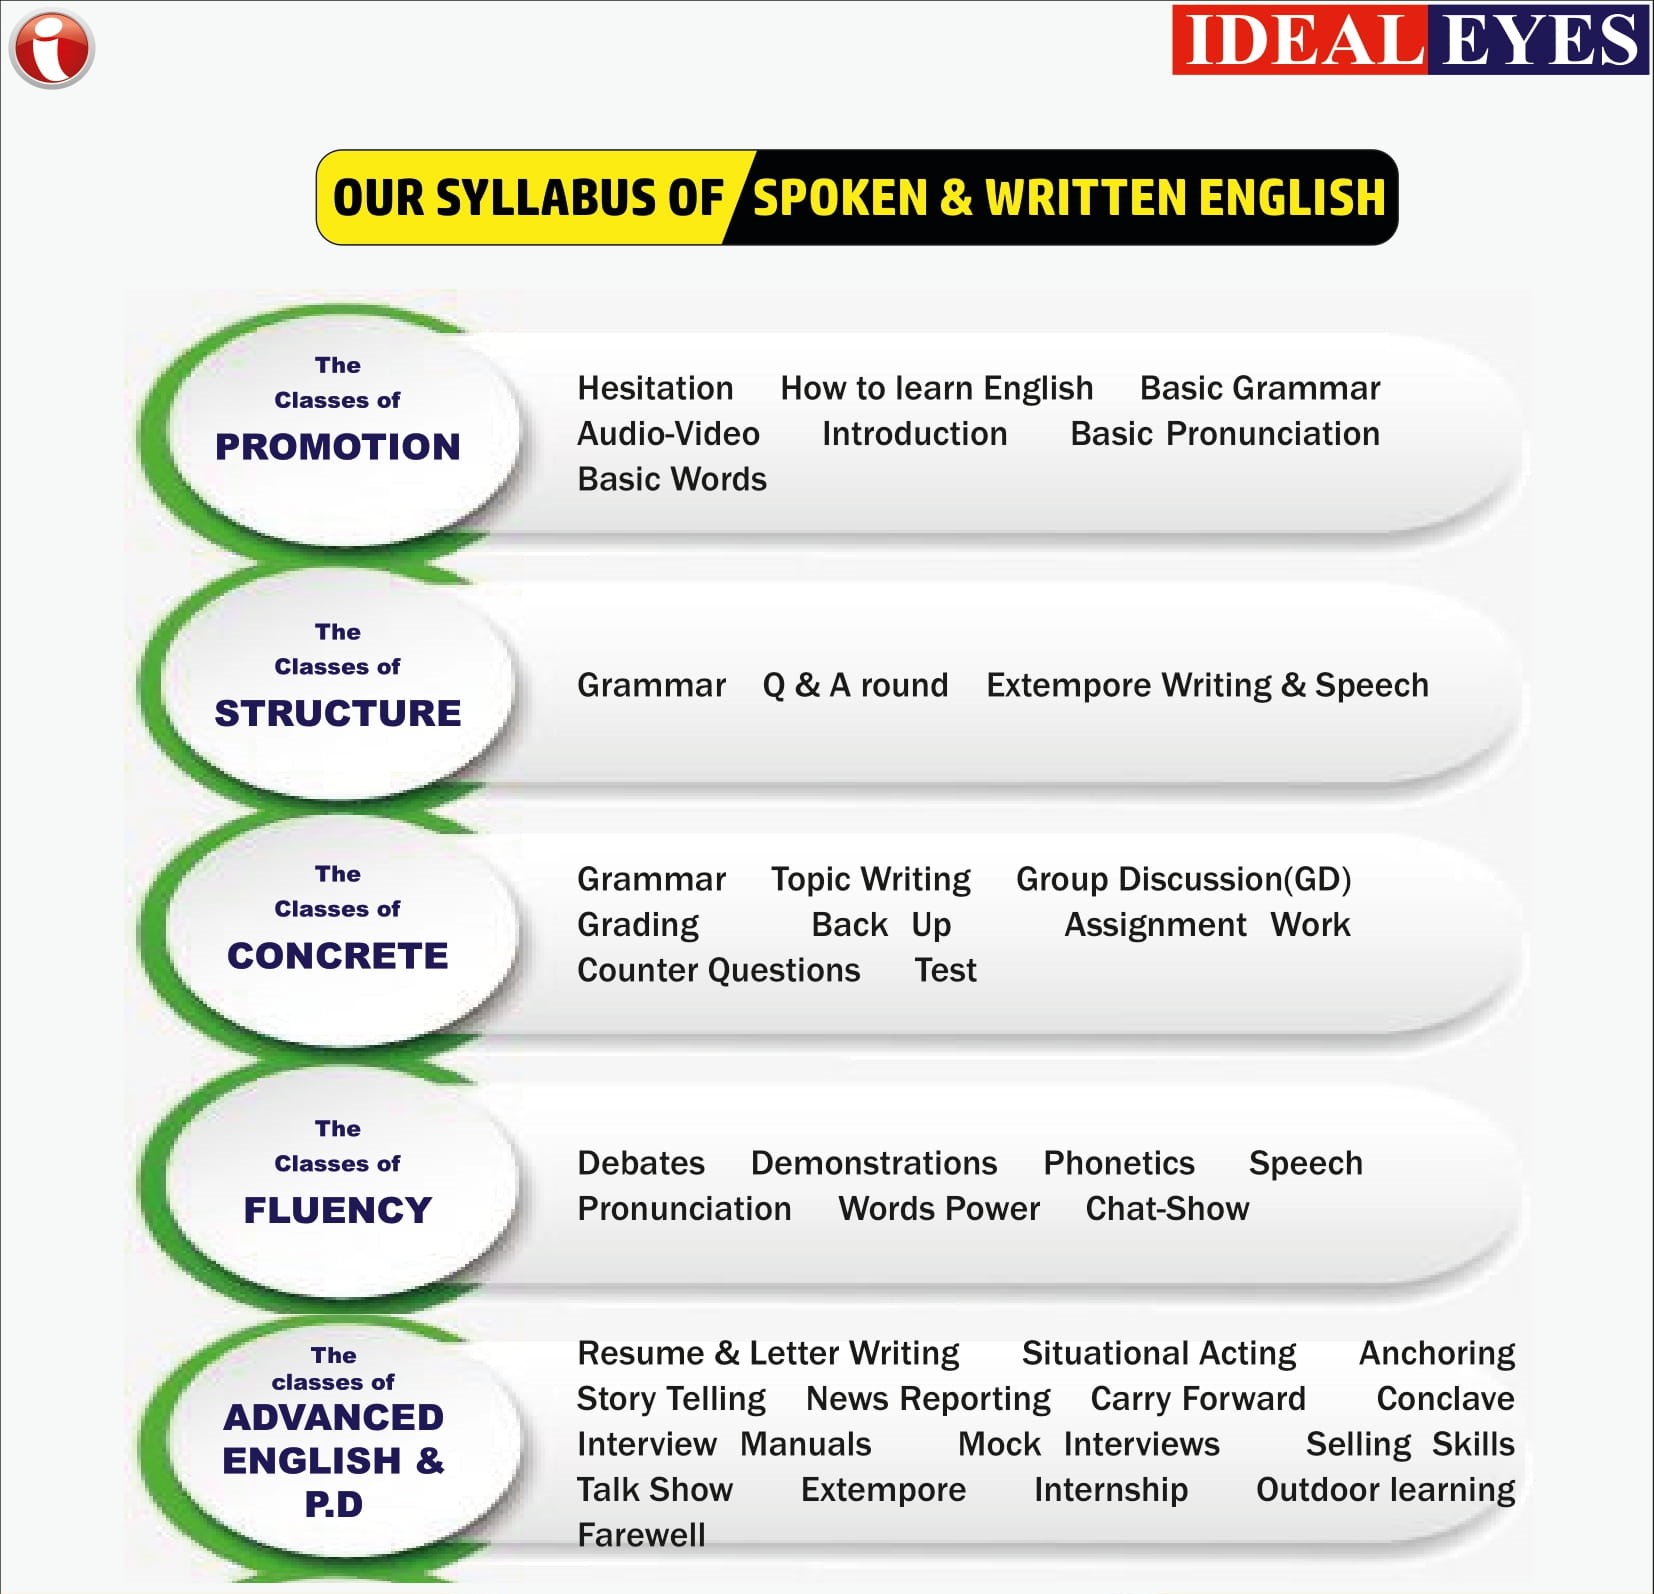 i
IDEAL EYES
OUR SYLLABUS OF SPOKEN & WRITTEN ENGLISH
The
Classes of
PROMOTION
Hesitation How to learn English Basic Grammar
Audio-Video Introduction Basic Pronunciation
Basic Words
The
Classes of
STRUCTURE
Grammar Q & A round Extempore Writing & Speech
The
Classes of
CONCRETE
Grammar Topic Writing Group Discussion(GD)
Grading Back Up Assignment Work
Counter Questions Test
The
Classes of
FLUENCY
Debates Demonstrations Phonetics Speech
Pronunciation Words Power Chat-Show
The
classes of
ADVANCED
ENGLISH &
P.D
Resume & Letter Writing Situational Acting Anchoring
Story Telling News Reporting Carry Forward Conclave
Interview Manuals Mock Interviews Selling Skills
Talk Show Extempore Internship Outdoor learning
Farewell